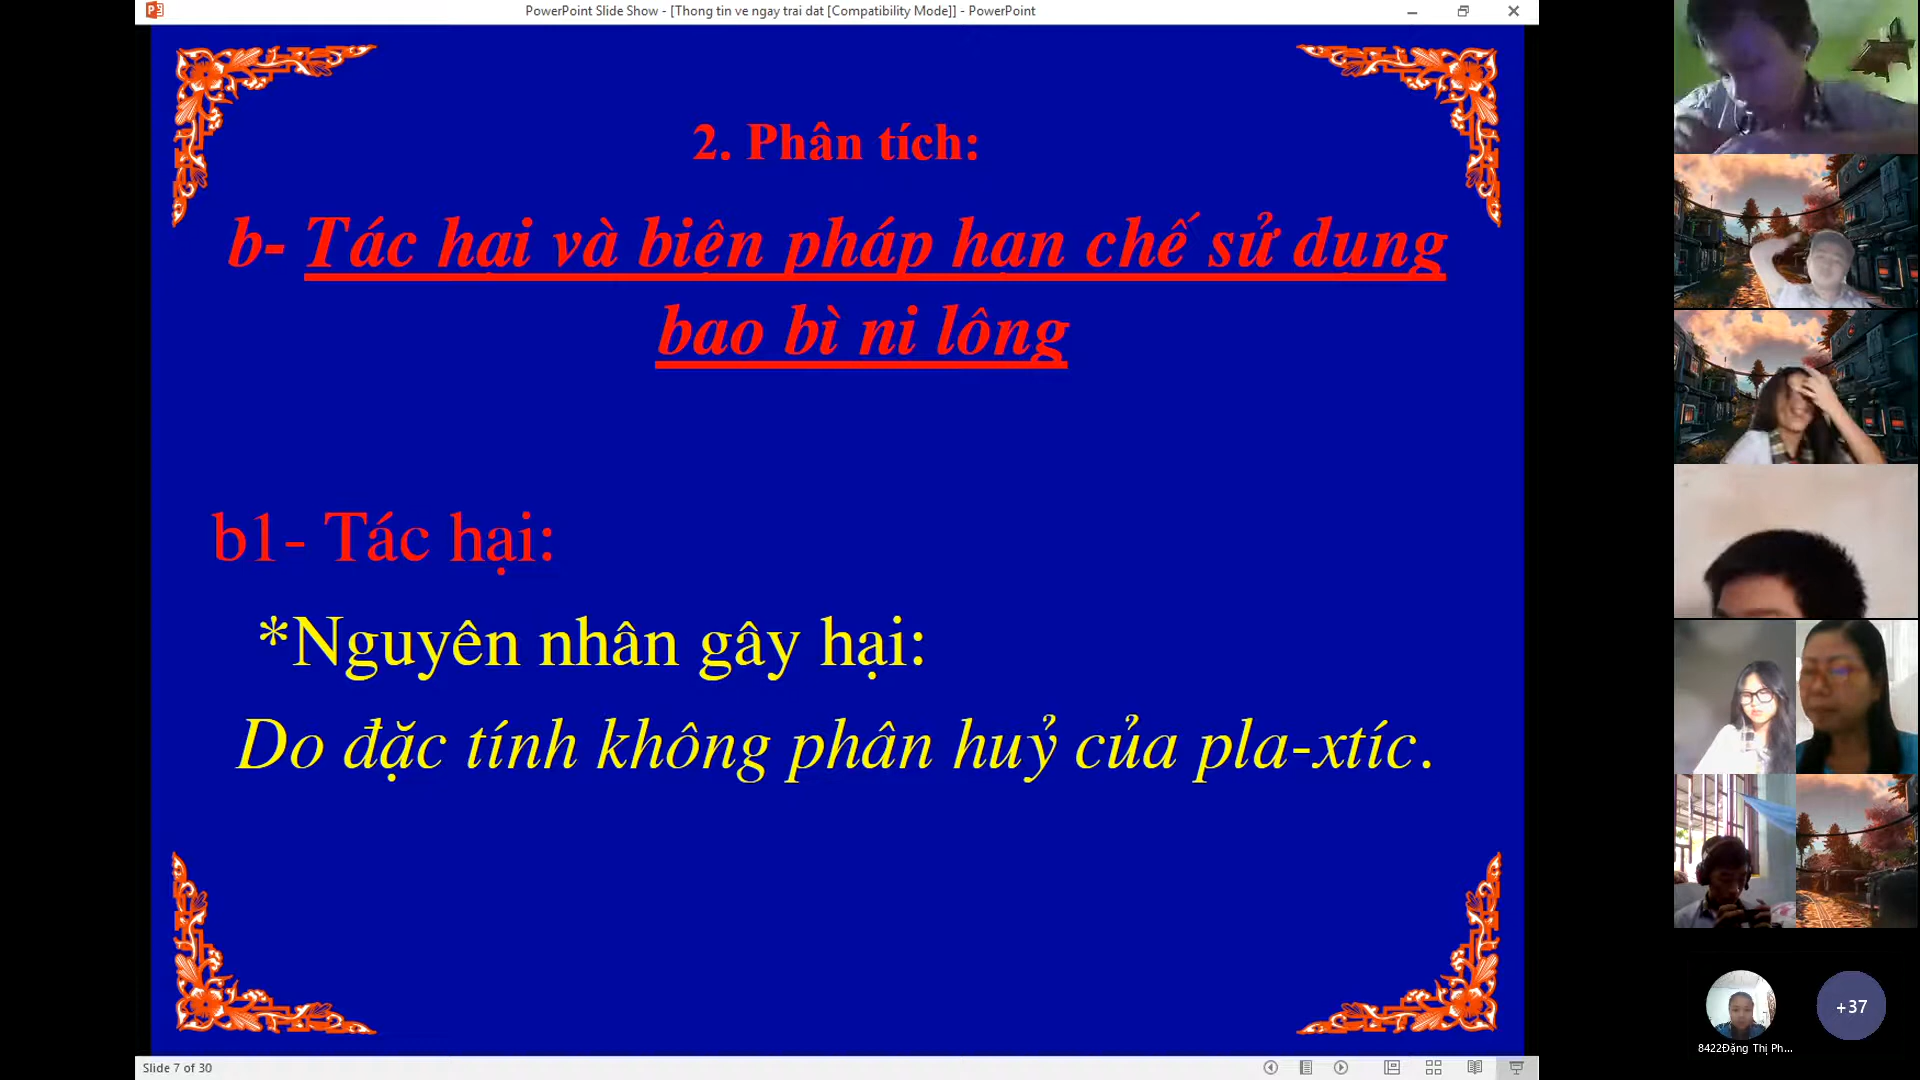 PowerPoint Slide Show - [Thong tin ve ngay trai dat [Compatibility Mode]] - PowerPoint
2. Phân tích:
b- Tác hại và biện pháp hạn chế sử dụng
bao bì ni lông
b1- Tác hại:
*Nguyên nhân gây hại:
Do đặc tính không phân huỷ của pla-xtíc.
Slide 7 of 30
+37
8422Đặng Thị Ph...